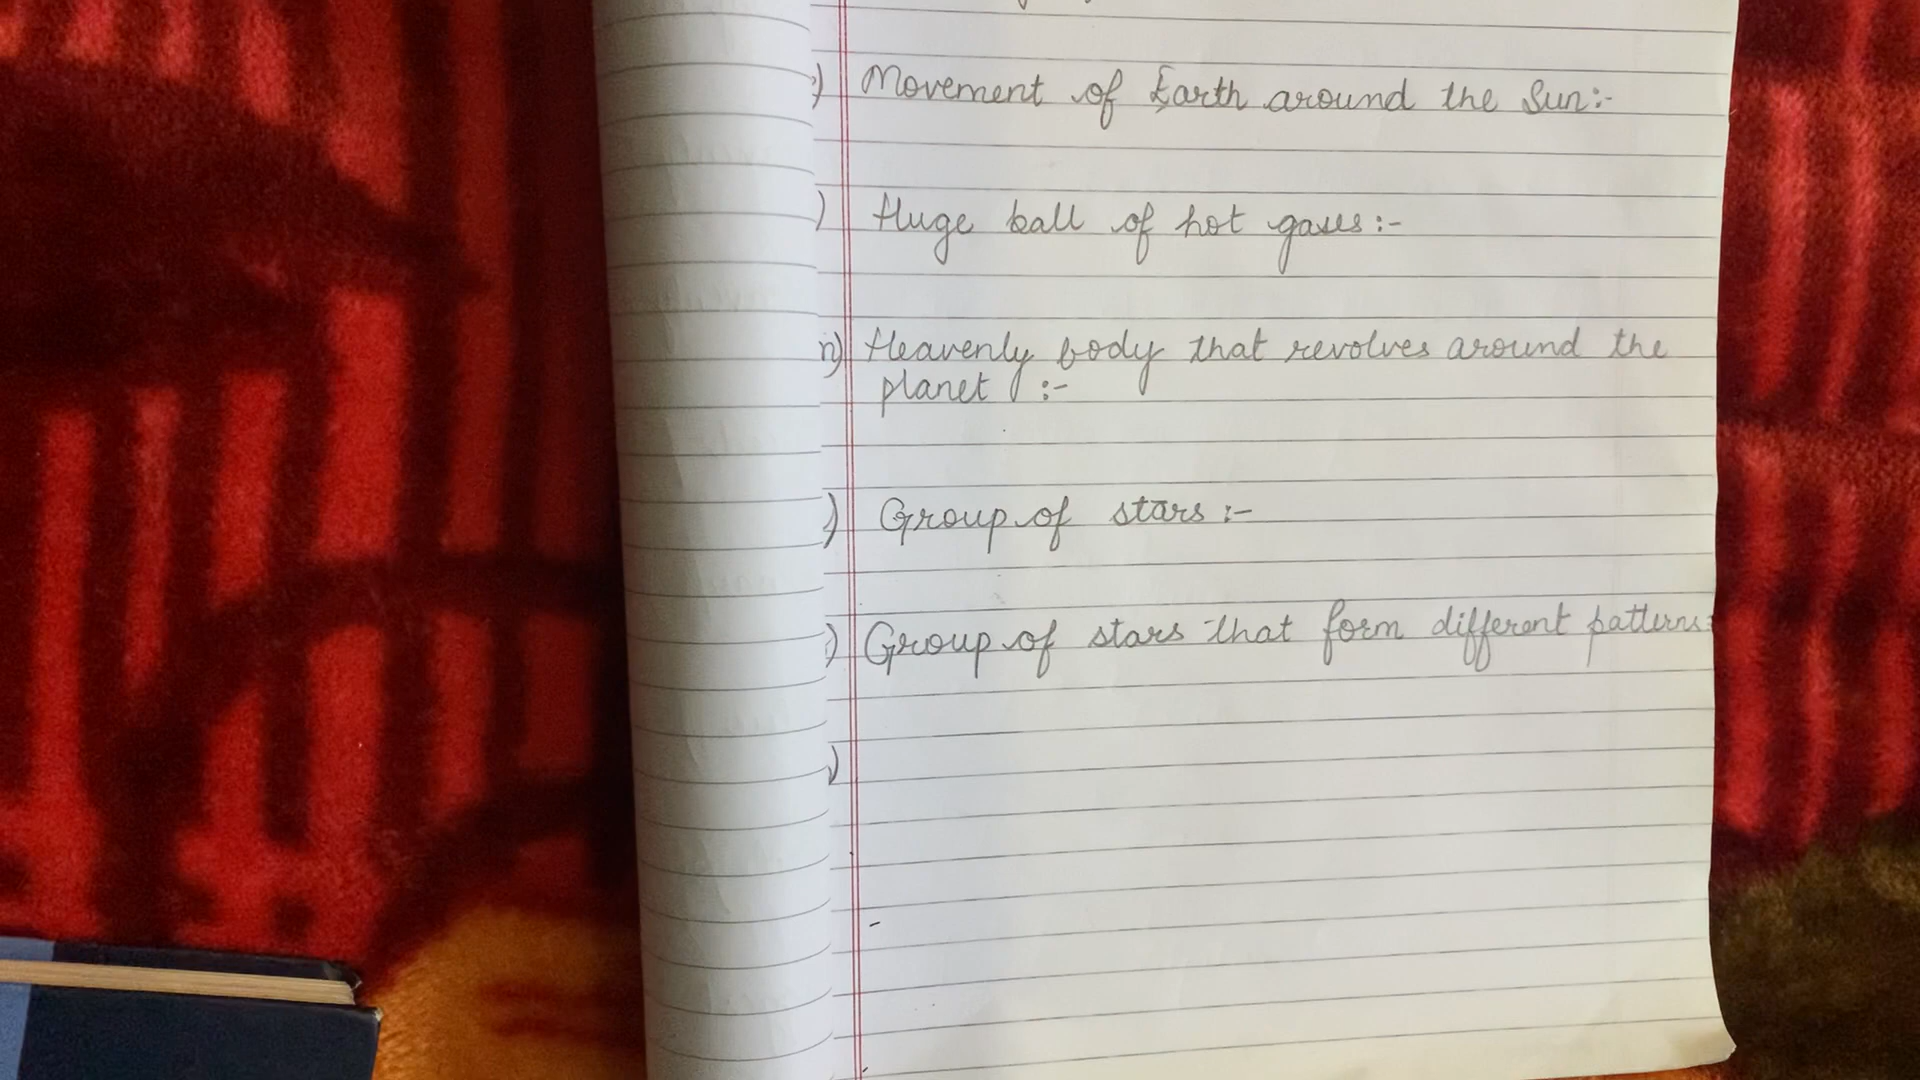 ) Movement of Earth around the Sun:-
) Huge ball of hot gases:-
n) Heavenly body that revolves around the
planet :-
) Group of stars :-
) Group of stars that form different patterns:
)
-